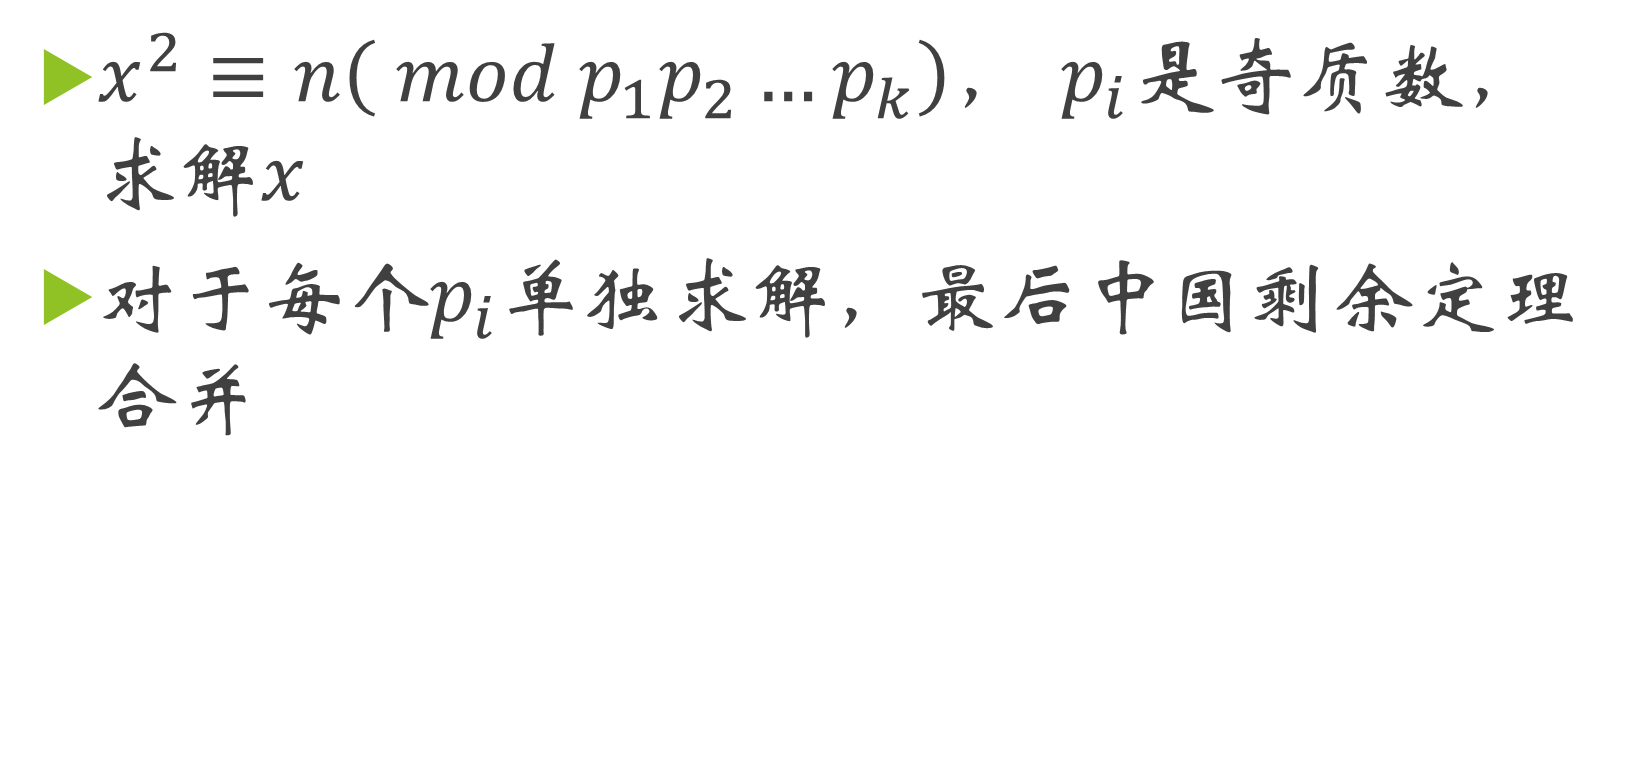 x² ≡ n( mod p₁p₂ … pₖ)， pᵢ是奇质数，
求解x
对于每个pᵢ单独求解，最后中国剩余定理
合并